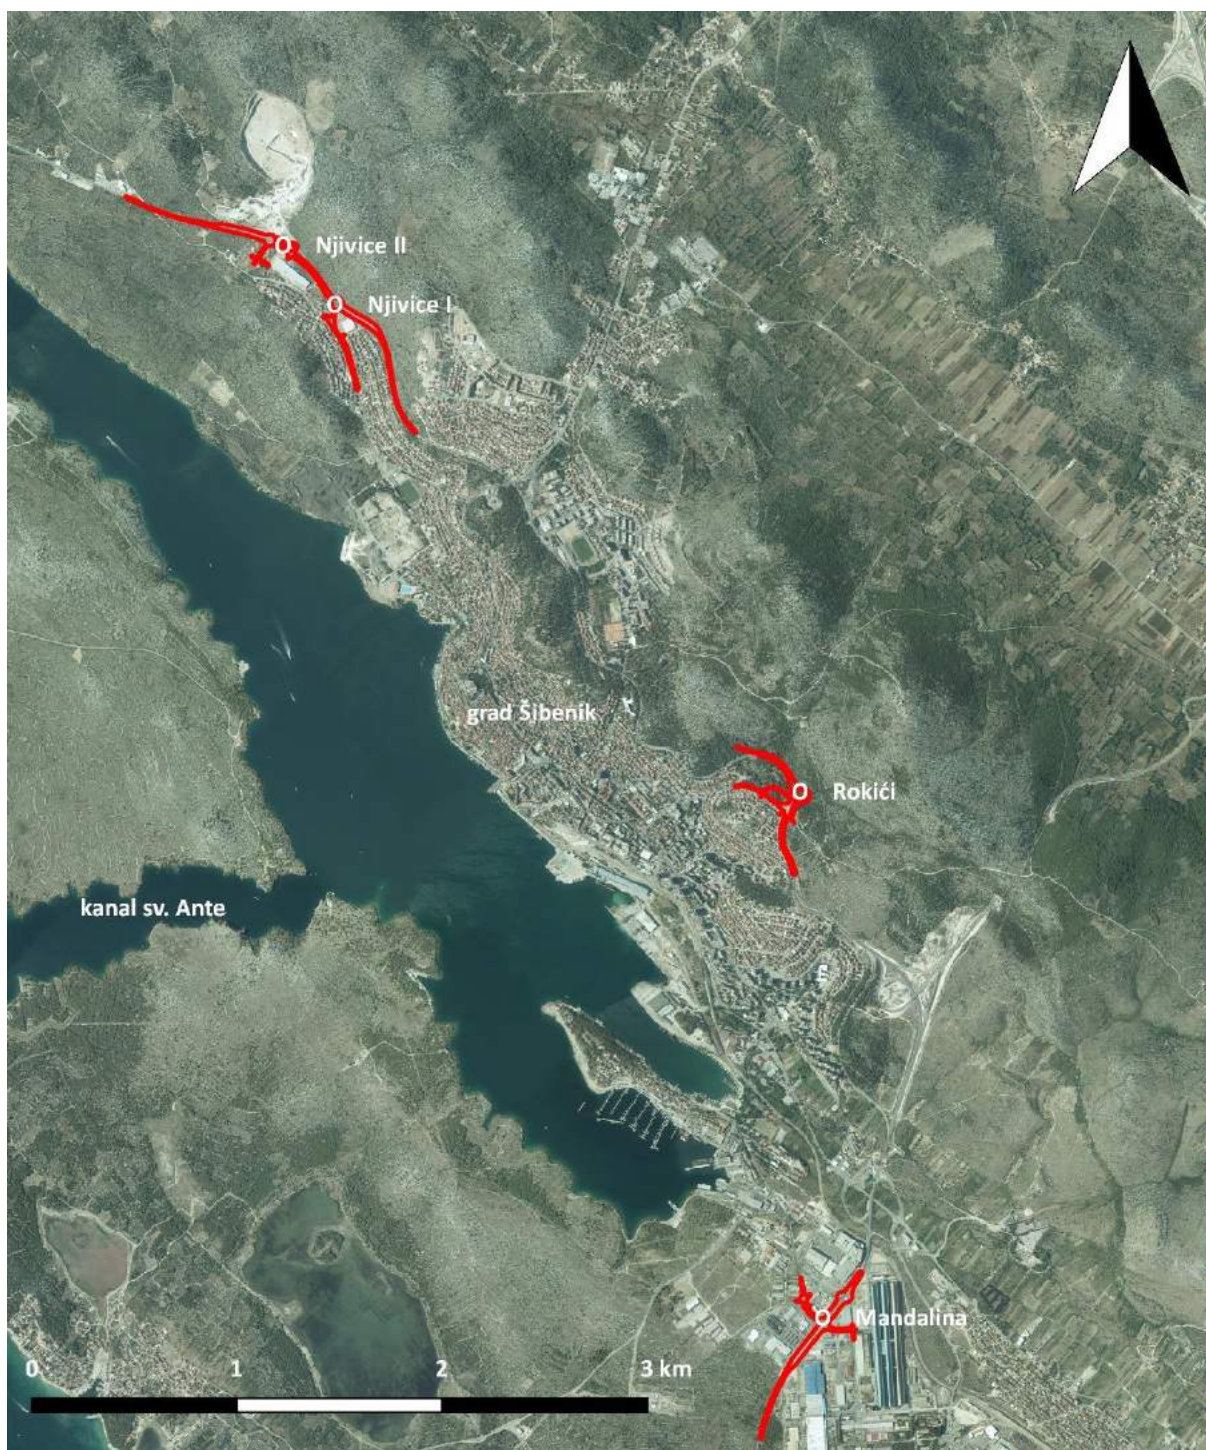 Njivice II
Njivice I
grad Šibenik
Rokići
kanal sv. Ante
Mandalina
0 1 2 3 km